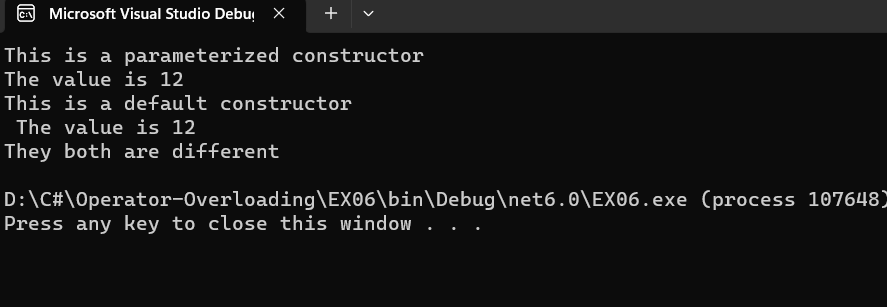 Microsoft Visual Studio Debu
This is a parameterized constructor
The value is 12
This is a default constructor
The value is 12
They both are different
D:\C#\Operator-Overloading\EX06\bin\Debug\net6.0\EX06.exe (process 107648)
Press any key to close this window . . .